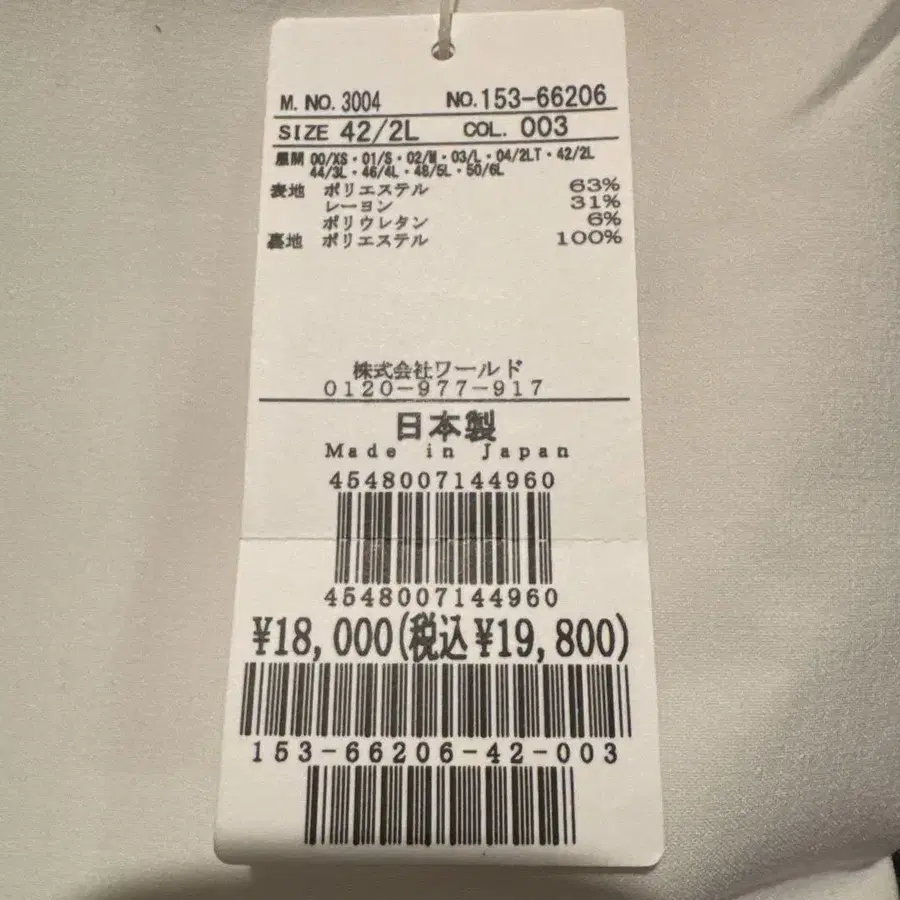 M. NO. 3004 NO. 153-66206
SIZE 42/2L COL. 003
展開 00/XS・01/S・02/M・03/L・04/2LT・42/2L
44/3L・46/4L・48/5L・50/6L
表地 ポリエステル 63%
レーヨン 31%
ポリウレタン 6%
裏地 ポリエステル 100%
株式会社ワールド
0120-977-917
日本製
Made in Japan
4548007144960
4548007144960
¥18,000(税込¥19,800)
153-66206-42-003